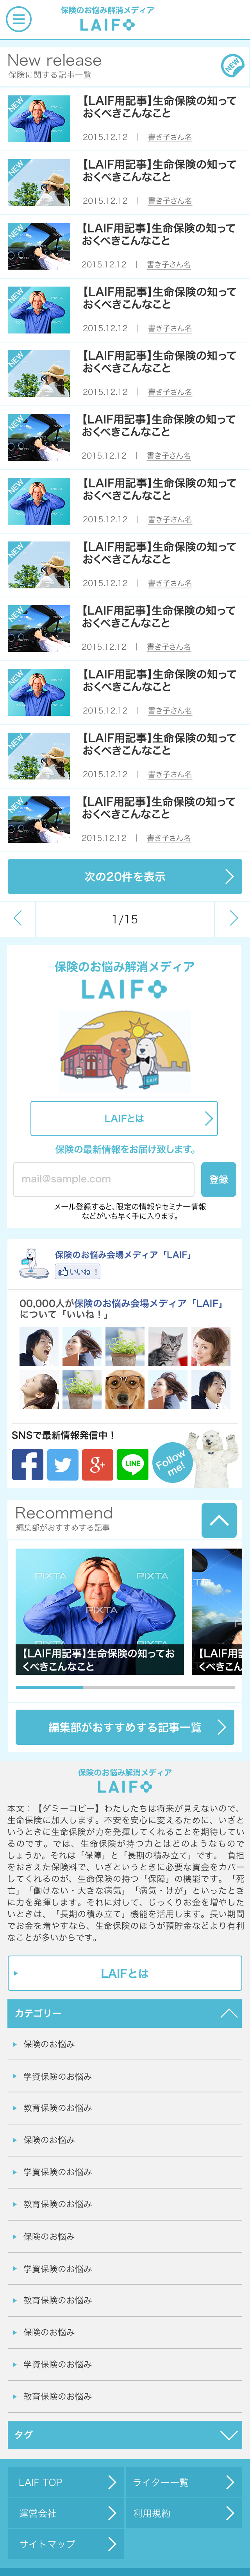 保険のお悩み解消メディア
LAIF
New release
保険に関する記事一覧
NEW
NEW
【LAIF用記事】生命保険の知って
おくべきこんなこと
2015.12.12 | 書き子さん名
NEW
【LAIF用記事】生命保険の知って
おくべきこんなこと
2015.12.12 | 書き子さん名
NEW
【LAIF用記事】生命保険の知って
おくべきこんなこと
2015.12.12 | 書き子さん名
NEW
【LAIF用記事】生命保険の知って
おくべきこんなこと
2015.12.12 | 書き子さん名
NEW
【LAIF用記事】生命保険の知って
おくべきこんなこと
2015.12.12 | 書き子さん名
NEW
【LAIF用記事】生命保険の知って
おくべきこんなこと
2015.12.12 | 書き子さん名
NEW
【LAIF用記事】生命保険の知って
おくべきこんなこと
2015.12.12 | 書き子さん名
NEW
【LAIF用記事】生命保険の知って
おくべきこんなこと
2015.12.12 | 書き子さん名
NEW
【LAIF用記事】生命保険の知って
おくべきこんなこと
2015.12.12 | 書き子さん名
NEW
【LAIF用記事】生命保険の知って
おくべきこんなこと
2015.12.12 | 書き子さん名
NEW
【LAIF用記事】生命保険の知って
おくべきこんなこと
2015.12.12 | 書き子さん名
NEW
【LAIF用記事】生命保険の知って
おくべきこんなこと
2015.12.12 | 書き子さん名
次の20件を表示
1/15
保険のお悩み解消メディア
LAIF
LAIFとは
保険の最新情報をお届け致します。
mail@sample.com
登録
メール登録すると、限定の情報やセミナー情報
などがいち早く手に入ります。
保険のお悩み会場メディア「LAIF」
いいね！
00,000人が保険のお悩み会場メディア「LAIF」
について「いいね！」
SNSで最新情報発信中！
LINE
Follow
me!
Recommend
編集部がおすすめする記事
PIXTA
PIXTA
PIXTA
【LAIF用記事】生命保険の知ってお
くべきこんなこと
【LAIF用
くべきこん
編集部がおすすめする記事一覧
保険のお悩み解消メディア
LAIF
本文：【ダミーコピー】わたしたちは将来が見えないので、
生命保険に加入します。不安を安心に変えるために、いざと
いうときに生命保険が力を発揮してくれることを期待してい
るのです。では、生命保険が持つ力とはどのようなものでし
ょうか。それは「保障」と「長期の積み立て」です。 負担
をおさえた保険料で、いざというときに必要な資金をカバー
してくれるのが、生命保険の持つ「保障」の機能です。「死
亡」「働けない・大きな病気」「病気・けが」といったとき
に力を発揮します。それに対して、じっくりお金を増やした
いときは、「長期の積み立て」機能を活用します。長い期間
でお金を増やすなら、生命保険のほうが預貯金などより有利
なことが多いからです。
LAIFとは
カテゴリー
保険のお悩み
学資保険のお悩み
教育保険のお悩み
保険のお悩み
学資保険のお悩み
教育保険のお悩み
保険のお悩み
学資保険のお悩み
教育保険のお悩み
保険のお悩み
学資保険のお悩み
教育保険のお悩み
タグ
LAIF TOP
ライター一覧
運営会社
利用規約
サイトマップ